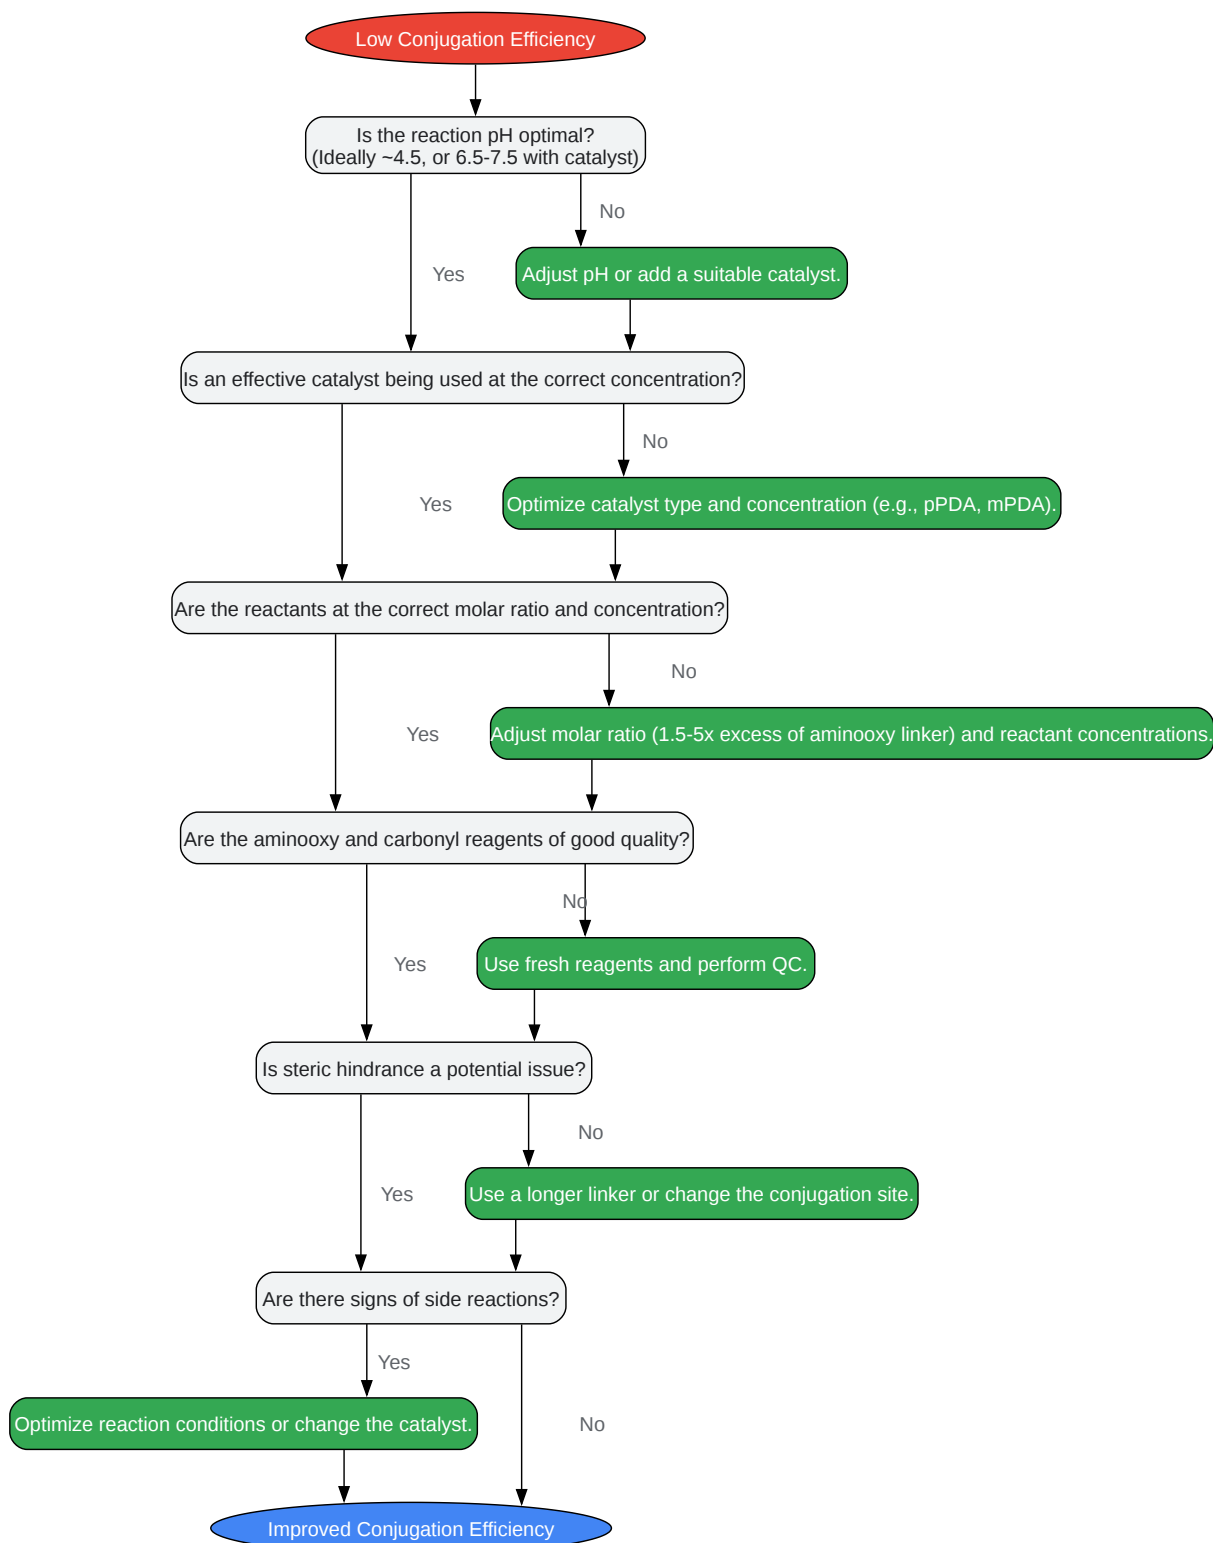 Low Conjugation Efficiency
Is the reaction pH optimal?
(Ideally ~4.5, or 6.5-7.5 with catalyst)
No
Yes
Adjust pH or add a suitable catalyst.
Is an effective catalyst being used at the correct concentration?
No
Yes
Optimize catalyst type and concentration (e.g., pPDA, mPDA).
Are the reactants at the correct molar ratio and concentration?
No
Yes
Adjust molar ratio (1.5-5x excess of aminooxy linker) and reactant concentrations.
Are the aminooxy and carbonyl reagents of good quality?
No
Yes
Use fresh reagents and perform QC.
Is steric hindrance a potential issue?
No
Yes
Use a longer linker or change the conjugation site.
Are there signs of side reactions?
Yes
Optimize reaction conditions or change the catalyst.
No
Improved Conjugation Efficiency